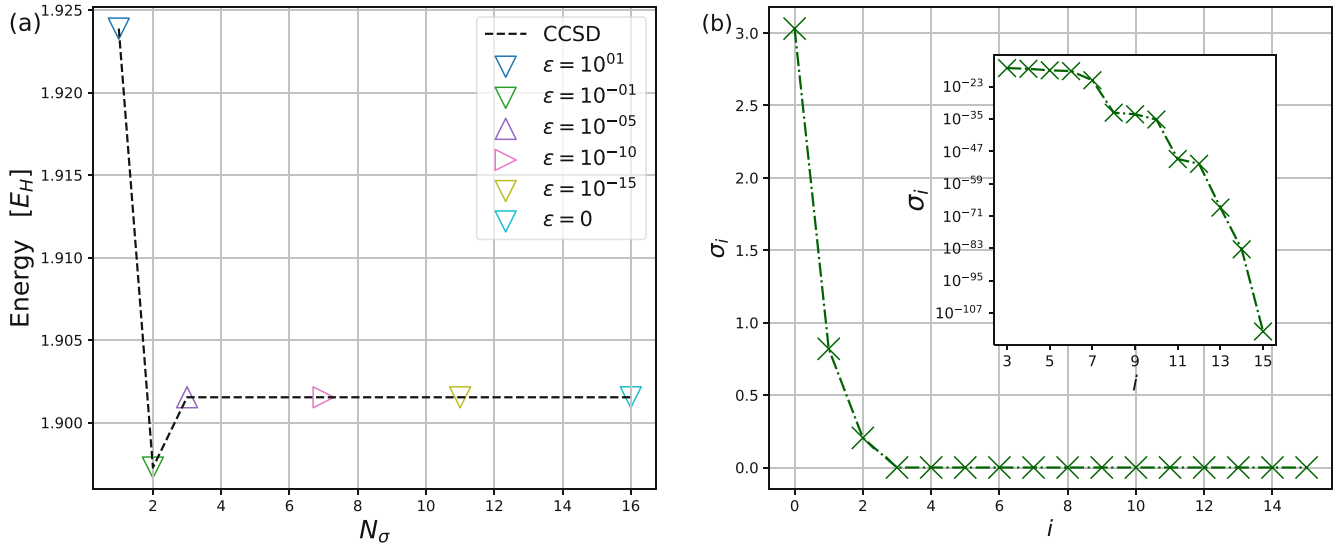 (a)
1.925
1.920
1.915
1.910
1.905
1.900
Energy [E_H]
2 4 6 8 10 12 14 16
N_σ
CCSD
ε = 10^{01}
ε = 10^{−01}
ε = 10^{−05}
ε = 10^{−10}
ε = 10^{−15}
ε = 0
(b)
3.0
2.5
2.0
1.5
1.0
0.5
0.0
σ_i
0 2 4 6 8 10 12 14
i
10^{−23}
10^{−35}
10^{−47}
10^{−59}
10^{−71}
10^{−83}
10^{−95}
10^{−107}
σ_i
3 5 7 9 11 13 15
i